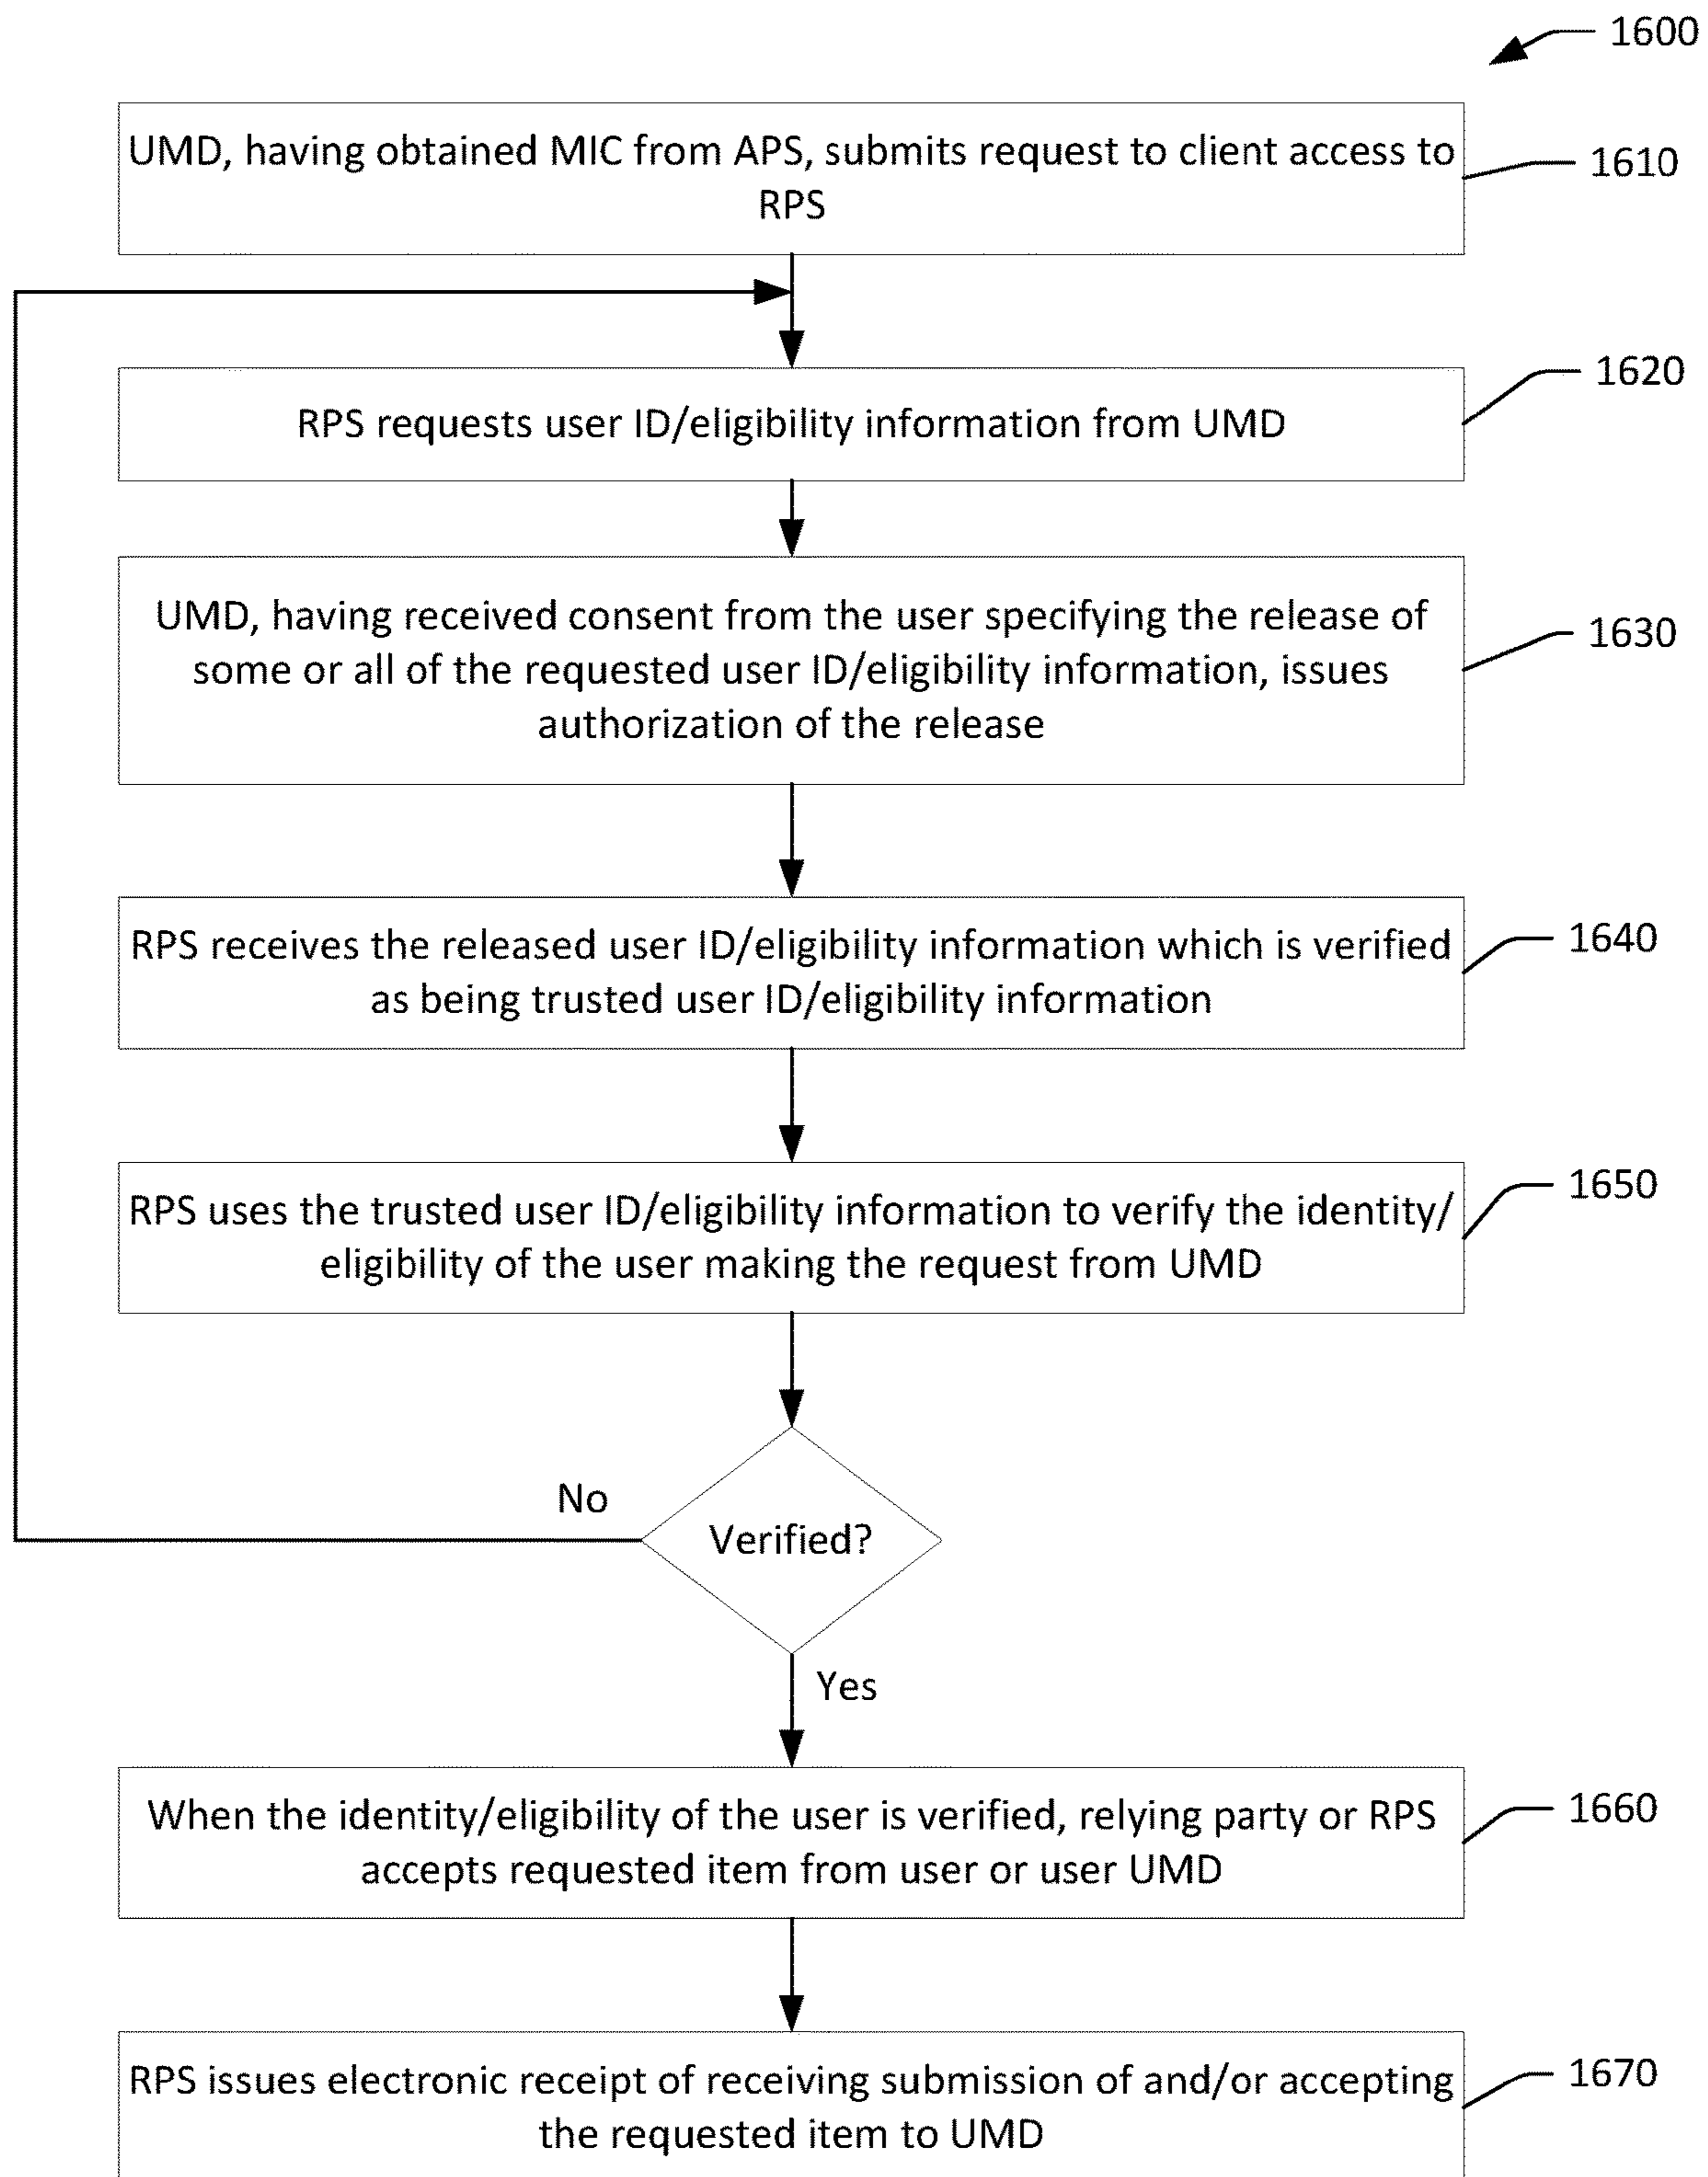 1600
UMD, having obtained MIC from APS, submits request to client access to
RPS
1610
RPS requests user ID/eligibility information from UMD
1620
UMD, having received consent from the user specifying the release of
some or all of the requested user ID/eligibility information, issues
authorization of the release
1630
RPS receives the released user ID/eligibility information which is verified
as being trusted user ID/eligibility information
1640
RPS uses the trusted user ID/eligibility information to verify the identity/
eligibility of the user making the request from UMD
1650
No
Verified?
Yes
When the identity/eligibility of the user is verified, relying party or RPS
accepts requested item from user or user UMD
1660
RPS issues electronic receipt of receiving submission of and/or accepting
the requested item to UMD
1670